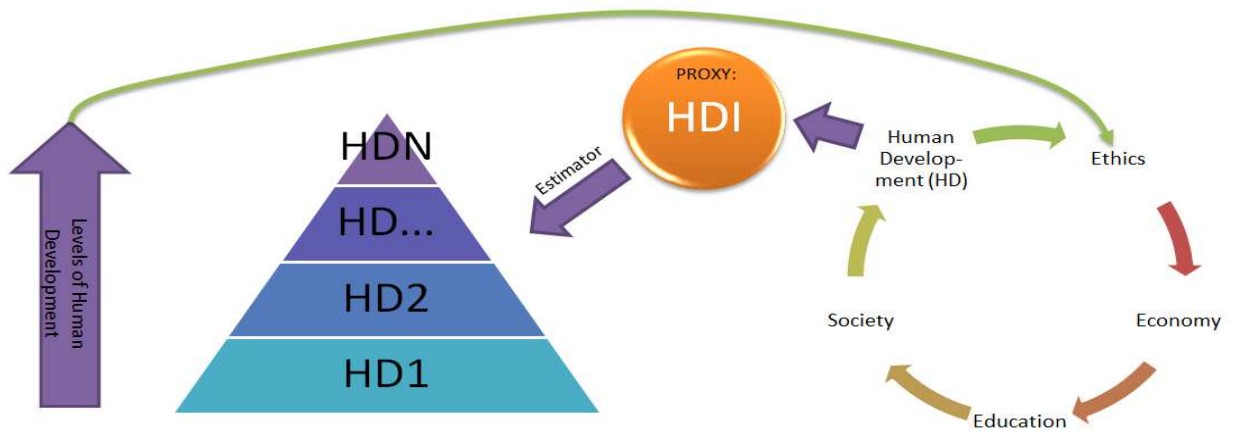 Levels of Human
Development
HDN
HD...
HD2
HD1
Estimator
PROXY:
HDI
Human
Develop-
ment (HD)
Ethics
Economy
Education
Society